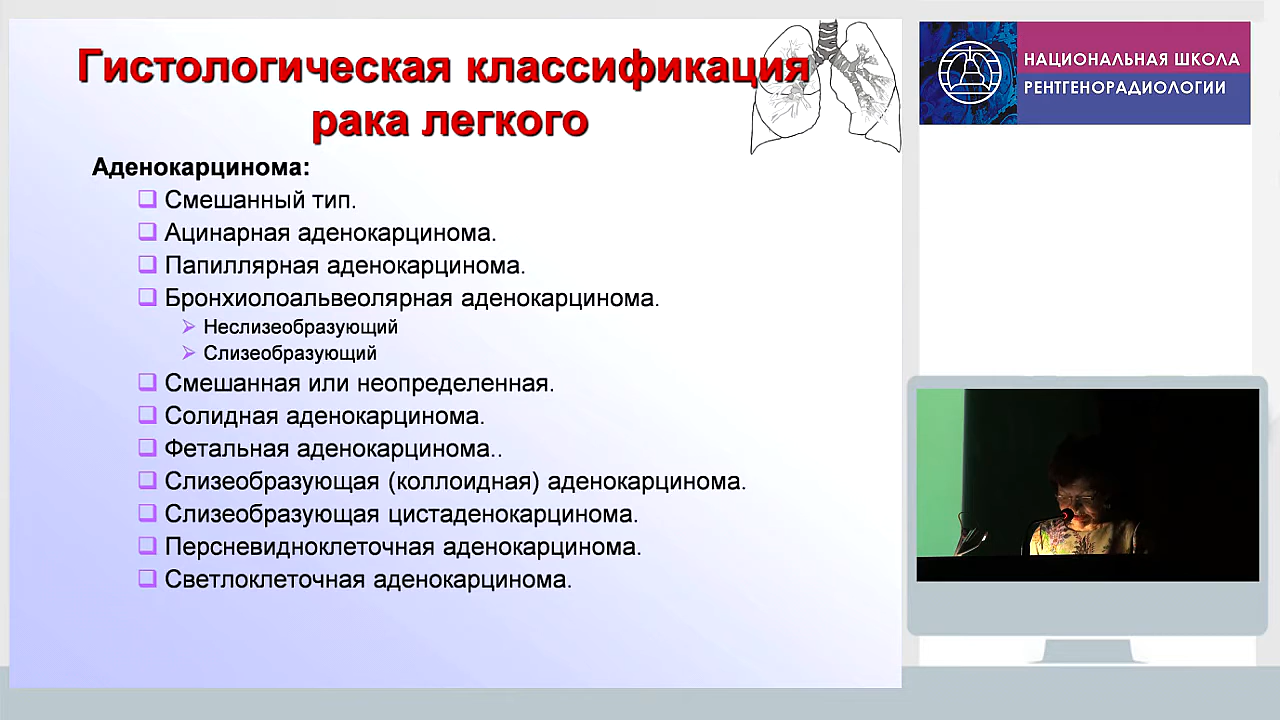 Гистологическая классификация
рака легкого
Аденокарцинома:
Смешанный тип.
Ацинарная аденокарцинома.
Папиллярная аденокарцинома.
Бронхиолоальвеолярная аденокарцинома.
Неслизеобразующий
Слизеобразующий
Смешанная или неопределенная.
Солидная аденокарцинома.
Фетальная аденокарцинома..
Слизеобразующая (коллоидная) аденокарцинома.
Слизеобразующая цистаденокарцинома.
Персневидноклеточная аденокарцинома.
Светлоклеточная аденокарцинома.
НАЦИОНАЛЬНАЯ ШКОЛА
РЕНТГЕНОРАДИОЛОГИИ